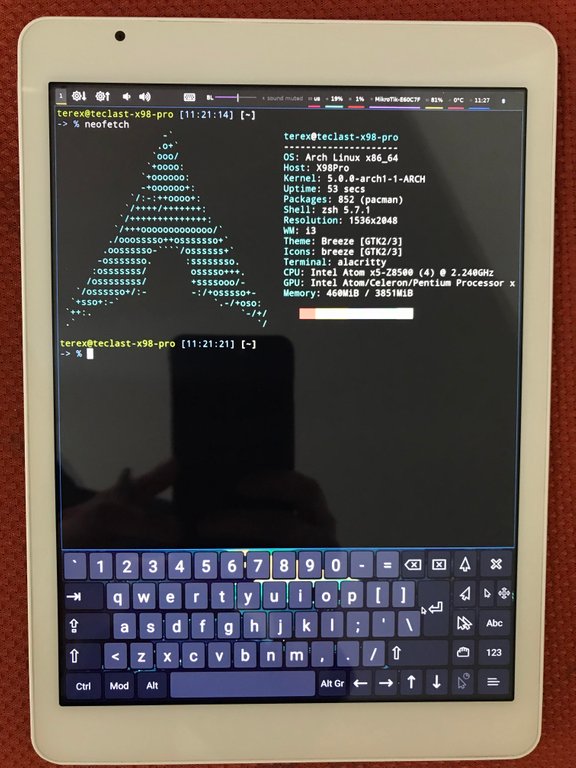 1 BL + sound muted us 19% 1% MikroTik-E60C7F 81% 0°C 11:27
terex@teclast-x98-pro [11:21:14] [~]
-> % neofetch
terex@teclast-x98-pro
-----------------------
OS: Arch Linux x86_64
Host: X98Pro
Kernel: 5.0.0-arch1-1-ARCH
Uptime: 53 secs
Packages: 852 (pacman)
Shell: zsh 5.7.1
Resolution: 1536x2048
WM: i3
Theme: Breeze [GTK2/3]
Icons: Breeze [GTK2/3]
Terminal: alacritty
CPU: Intel Atom x5-Z8500 (4) @ 2.240GHz
GPU: Intel Atom/Celeron/Pentium Processor x
Memory: 460MiB / 3851MiB
terex@teclast-x98-pro [11:21:21] [~]
-> %
` 1 2 3 4 5 6 7 8 9 0 - =
q w e r t y u i o p [ ]
a s d f g h j k l ; ' \ Abc
< z x c v b n m , . / 123
Ctrl Mod Alt Alt Gr